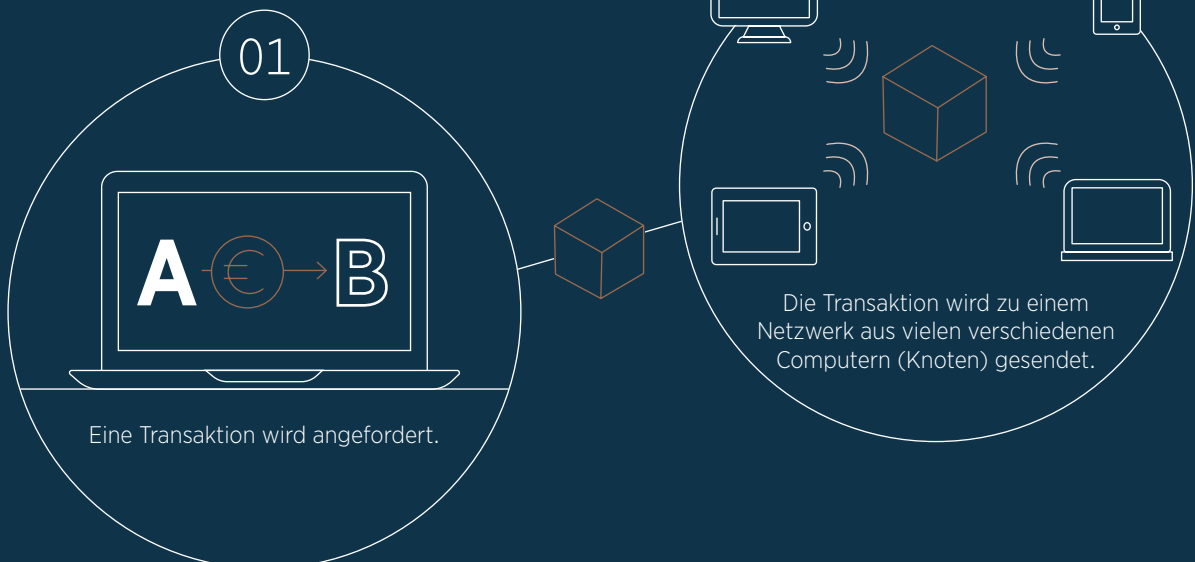 01
A € B
Eine Transaktion wird angefordert.
Die Transaktion wird zu einem
Netzwerk aus vielen verschiedenen
Computern (Knoten) gesendet.